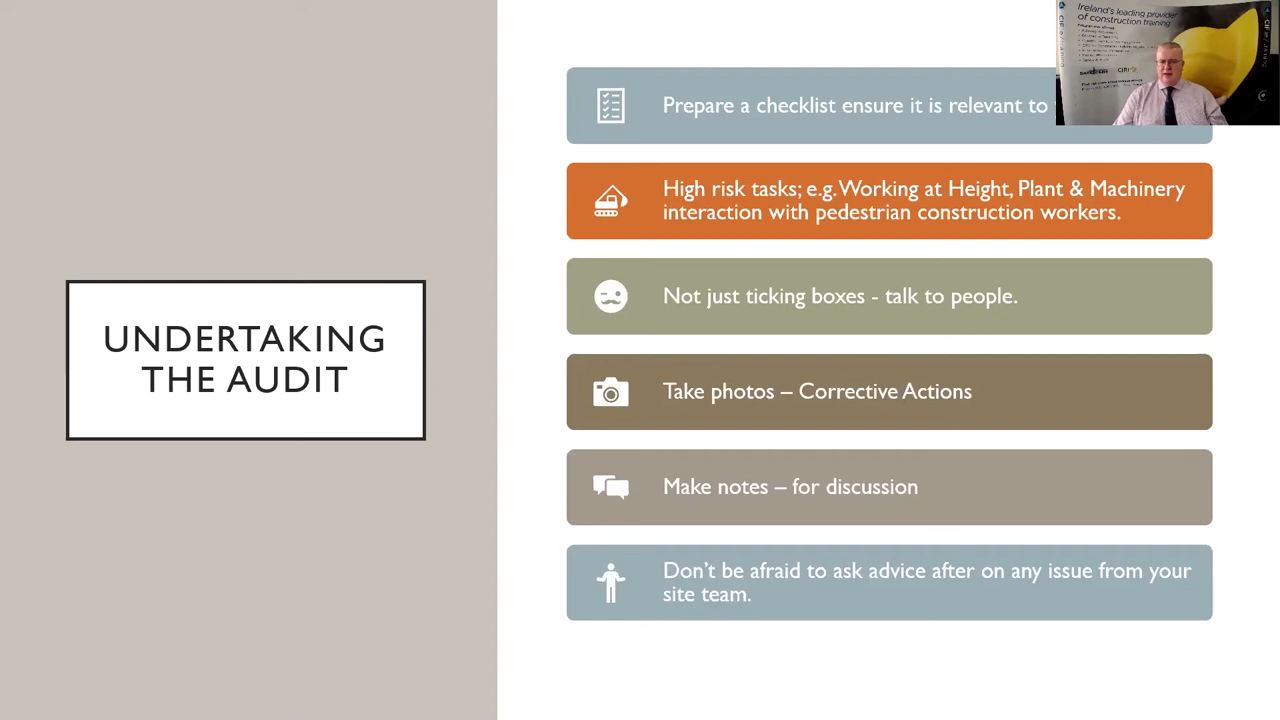 Ireland's leading provider
of construction training
Prepare a checklist ensure it is relevant to
High risk tasks; e.g. Working at Height, Plant & Machinery
interaction with pedestrian construction workers.
Not just ticking boxes - talk to people.
UNDERTAKING
THE AUDIT
Take photos – Corrective Actions
Make notes – for discussion
Don't be afraid to ask advice after on any issue from your
site team.